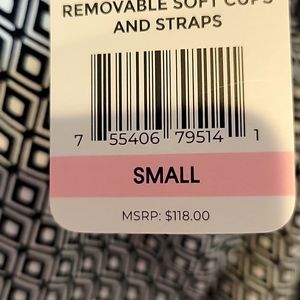 REMOVABLE SOFT CUPS
AND STRAPS
7 55406 79514 1
SMALL
MSRP: $118.00